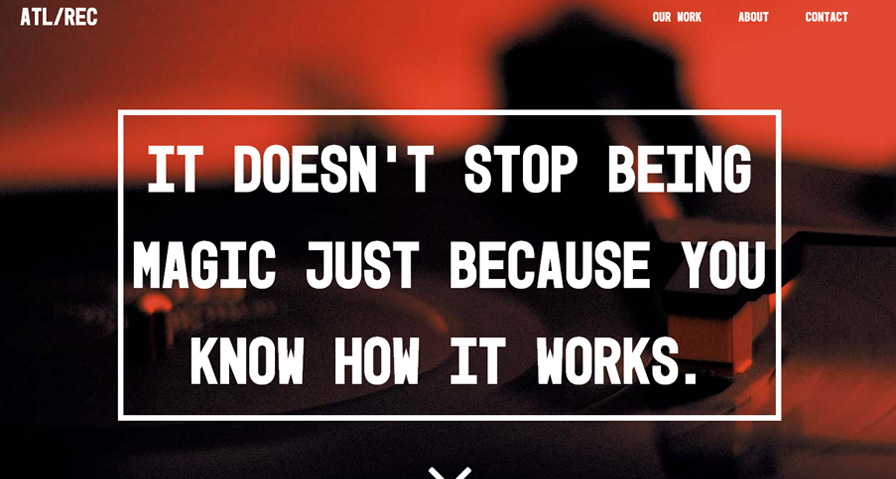 ATL/REC
OUR WORK
ABOUT
CONTACT
IT DOESN'T STOP BEING
MAGIC JUST BECAUSE YOU
KNOW HOW IT WORKS.